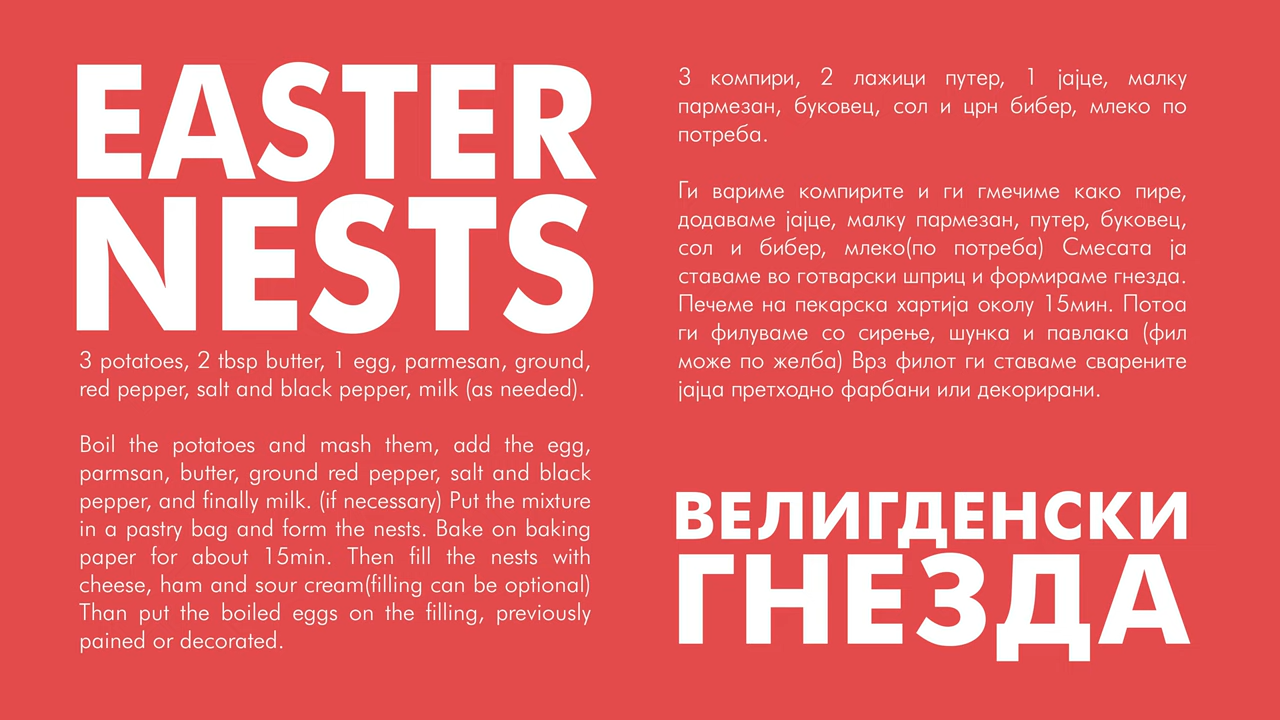 EASTER
NESTS
3 potatoes, 2 tbsp butter, 1 egg, parmesan, ground,
red pepper, salt and black pepper, milk (as needed).
Boil the potatoes and mash them, add the egg,
parmsan, butter, ground red pepper, salt and black
pepper, and finally milk. (if necessary) Put the mixture
in a pastry bag and form the nests. Bake on baking
paper for about 15min. Then fill the nests with
cheese, ham and sour cream(filling can be optional)
Than put the boiled eggs on the filling, previously
pained or decorated.
3 компири, 2 лажици путер, 1 јајце, малку
пармезан, буковец, сол и црн бибер, млеко по
потреба.
Ги вариме компирите и ги гмечиме како пире,
додаваме јајце, малку пармезан, путер, буковец,
сол и бибер, млеко(по потреба) Смесата ја
ставаме во готварски шприц и формираме гнезда.
Печеме на пекарска хартија околу 15мин. Потоа
ги филуваме со сирење, шунка и павлака (фил
може по желба) Врз филот ги ставаме сварените
јајца претходно фарбани или декорирани.
ВЕЛИГДЕНСКИ
ГНЕЗДА